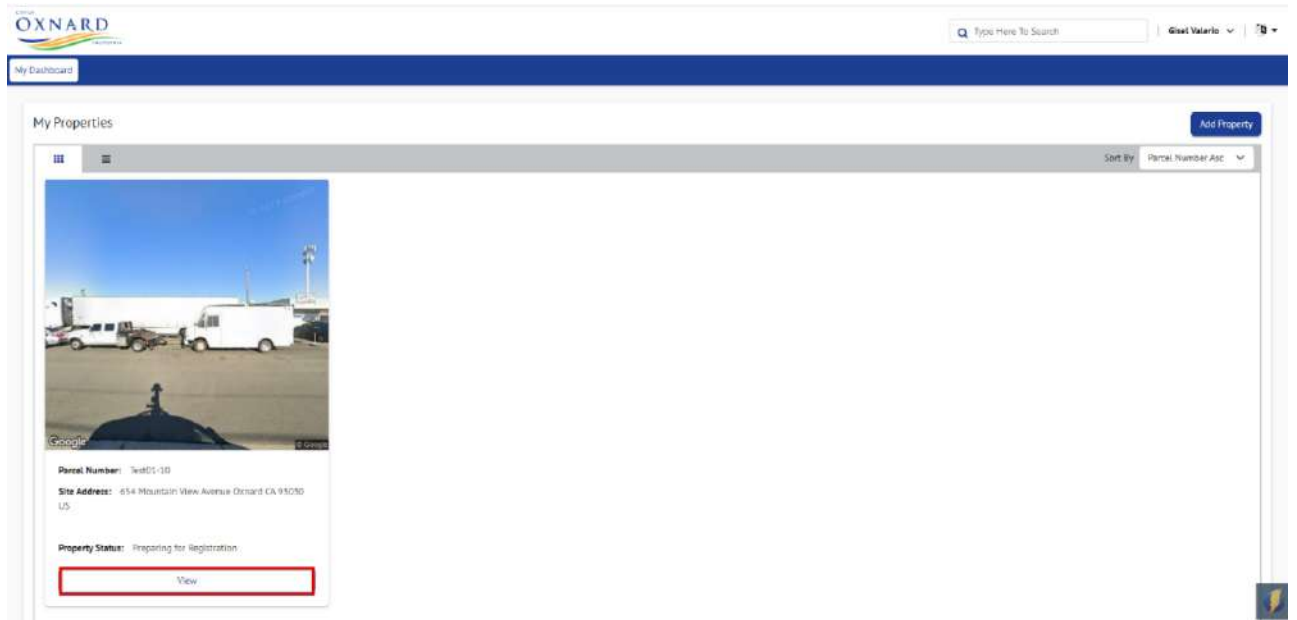 OXNARD
Type Here To Search
Gisel Valerio
My Dashboard
My Properties
Add Property
Sort By
Parcel Number Asc
Google
© Google
Parcel Number: Test01-10
Site Address: 654 Mountain View Avenue Oxnard CA 93030
US
Property Status: Preparing for Registration
View